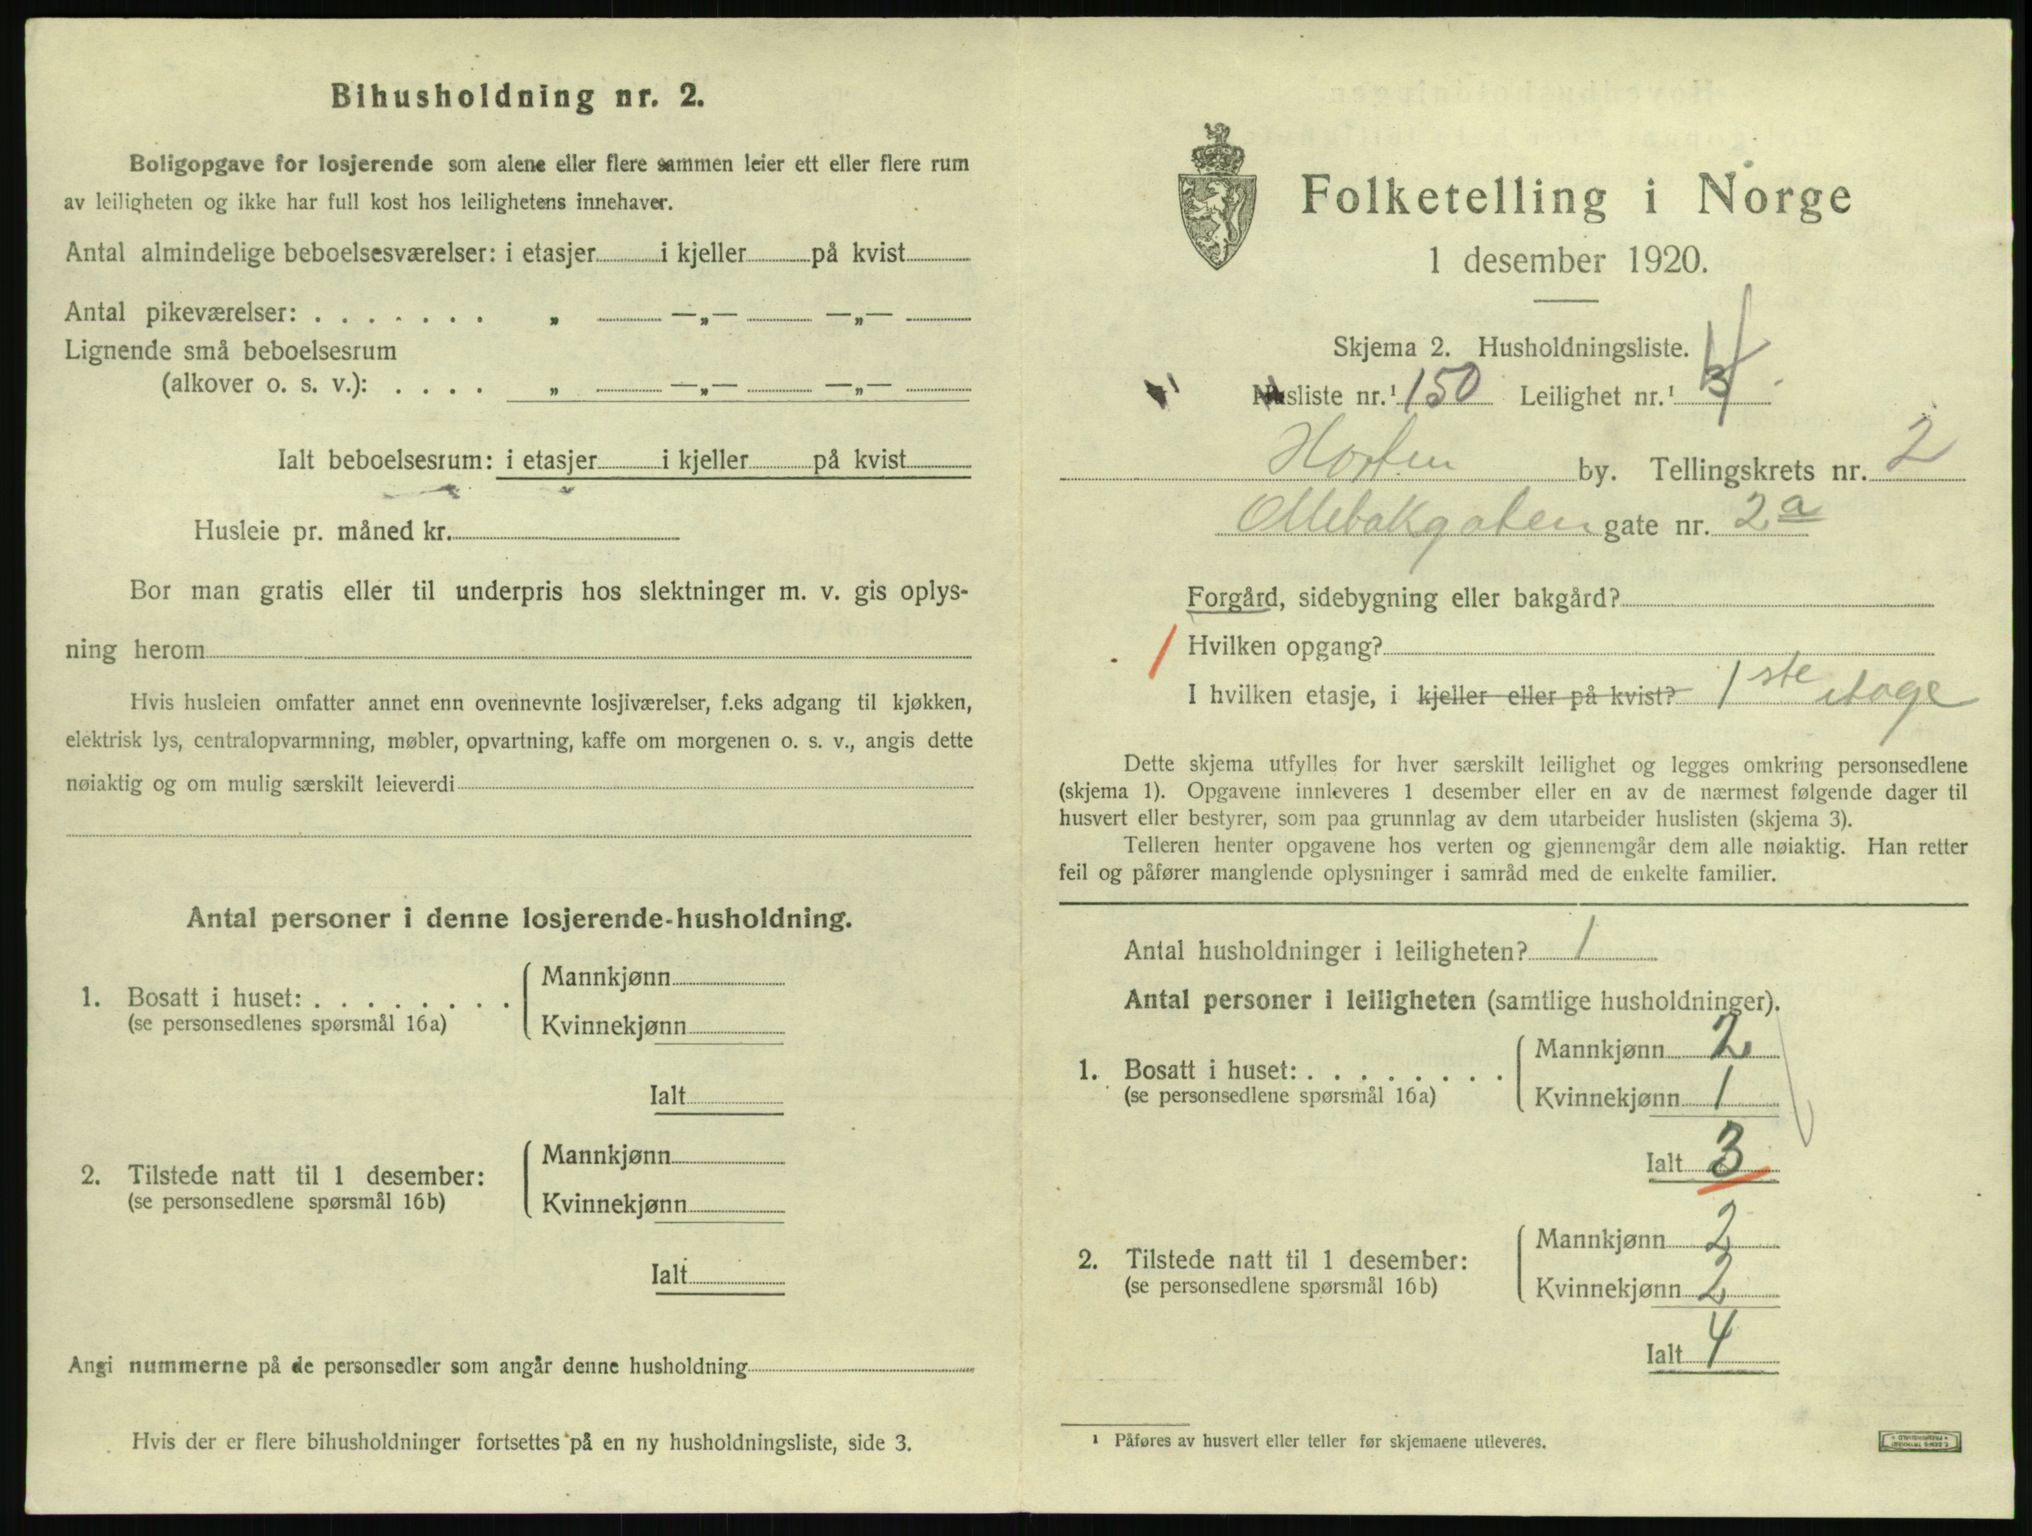 Bihusholdning nr. 2.
Boligopgave for losjerende som alene eller flere sammen leier ett eller flere rum
av leiligheten og ikke har full kost hos leilighetens innehaver.
Antal almindelige beboelsesværelser: i etasjer i kjeller på kvist
Antal pikeværelser: . . . . . . . „ —„— —„—
Lignende små beboelsesrum
(alkover o. s. v.): . . . . „ —„— —„—
Ialt beboelsesrum: i etasjer i kjeller på kvist
Husleie pr. måned kr.
Bor man gratis eller til underpris hos slektninger m. v. gis oplys-
ning herom
Hvis husleien omfatter annet enn ovennevnte losjiværelser, f.eks adgang til kjøkken,
elektrisk lys, centralopvarmning, møbler, opvartning, kaffe om morgenen o. s. v., angis dette
nøiaktig og om mulig særskilt leieverdi
Antal personer i denne losjerende-husholdning.
1. Bosatt i huset: . . . . . . . .
(se personsedlenes spørsmål 16a)
Mannkjønn
Kvinnekjønn
Ialt
2. Tilstede natt til 1 desember:
(se personsedlene spørsmål 16b)
Mannkjønn
Kvinnekjønn
Ialt
Angi nummerne på de personsedler som angår denne husholdning
Hvis der er flere bihusholdninger fortsettes på en ny husholdningsliste, side 3.
Folketelling i Norge
1 desember 1920.
Skjema 2. Husholdningsliste.
Husliste nr.¹ 150 Leilighet nr.¹ 4
Horten by. Tellingskrets nr. 2
Ollebakgaten gate nr. 2a
Forgård, sidebygning eller bakgård?
1 Hvilken opgang?
I hvilken etasje, i kjeller eller på kvist? 1ste etage
Dette skjema utfylles for hver særskilt leilighet og legges omkring personsedlene
(skjema 1). Opgavene innleveres 1 desember eller en av de nærmest følgende dager til
husvert eller bestyrer, som paa grunnlag av dem utarbeider huslisten (skjema 3).
Telleren henter opgavene hos verten og gjennemgår dem alle nøiaktig. Han retter
feil og påfører manglende oplysninger i samråd med de enkelte familier.
Antal husholdninger i leiligheten? 1
Antal personer i leiligheten (samtlige husholdninger).
1. Bosatt i huset: . . . . . . . .
(se personsedlene spørsmål 16a)
Mannkjønn 2
Kvinnekjønn 1
Ialt 3
2. Tilstede natt til 1 desember:
(se personsedlene spørsmål 16b)
Mannkjønn 2
Kvinnekjønn 2
Ialt 4
¹ Påføres av husvert eller teller før skjemaene utleveres.